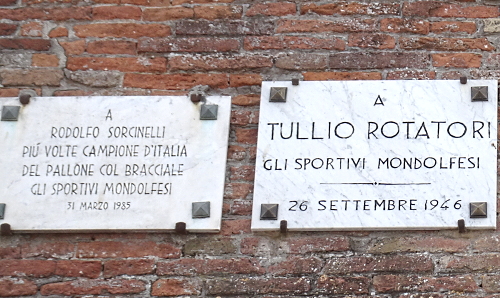 A
RODOLFO SORCINELLI
PIÚ VOLTE CAMPIONE D'ITALIA
DEL PALLONE COL BRACCIALE
GLI SPORTIVI MONDOLFESI
31 MARZO 1985
A
TULLIO ROTATORI
GLI SPORTIVI MONDOLFESI
26 SETTEMBRE 1946